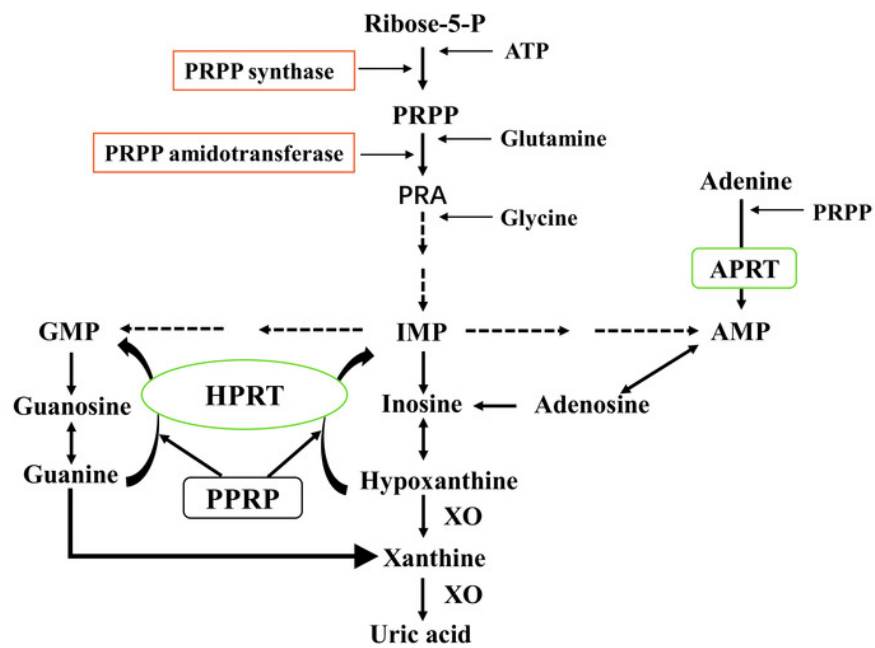 Ribose-5-P
ATP
PRPP synthase
PRPP
Glutamine
PRPP amidotransferase
PRA
Glycine
Adenine
PRPP
APRT
GMP
IMP
AMP
HPRT
Guanosine
Inosine
Adenosine
Guanine
PPRP
Hypoxanthine
XO
Xanthine
XO
Uric acid